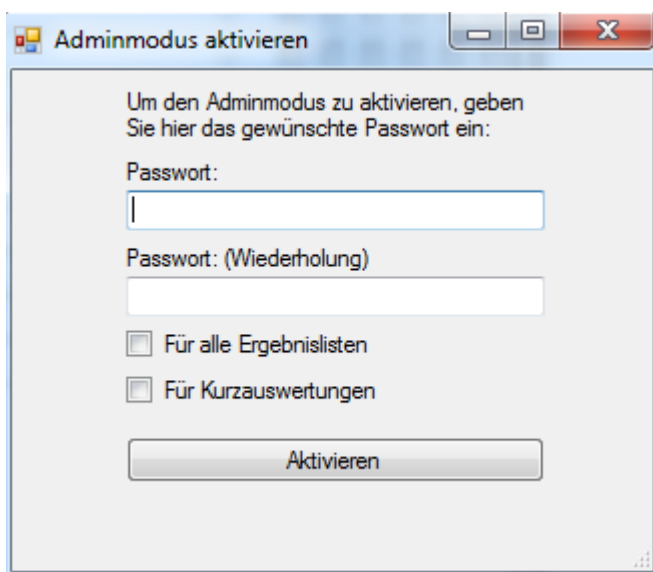 Adminmodus aktivieren
Um den Adminmodus zu aktivieren, geben
Sie hier das gewünschte Passwort ein:
Passwort:
Passwort: (Wiederholung)
Für alle Ergebnislisten
Für Kurzauswertungen
Aktivieren